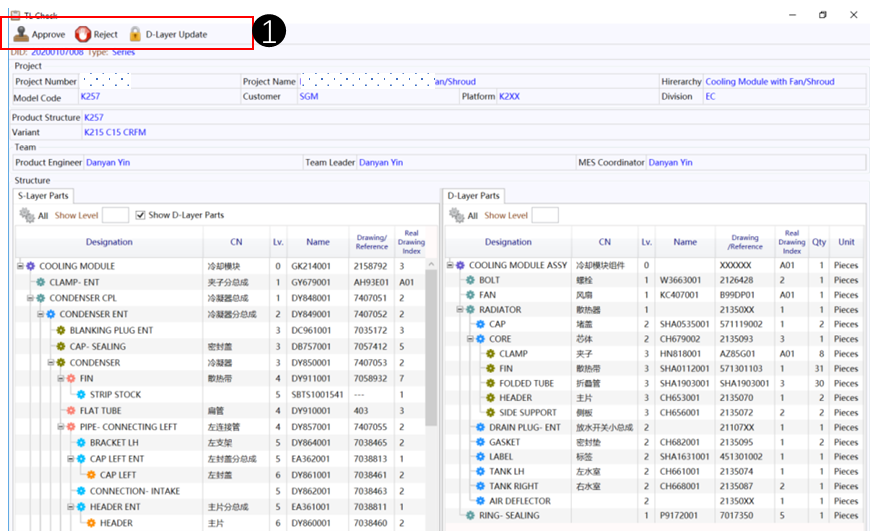 TL Check
Approve Reject D-Layer Update 1
DID: 20200107008 Type: Series
Project
Project Number Project Name an/Shroud Hirerarchy Cooling Module with Fan/Shroud
Model Code K257 Customer SGM Platform K2XX Division EC
Product Structure K257
Variant K215 C15 CRFM
Team
Product Engineer Danyan Yin Team Leader Danyan Yin MES Coordinator Danyan Yin
Structure
S-Layer Parts
All Show Level Show D-Layer Parts
Designation CN Lv. Name Drawing/Reference Real Drawing Index
COOLING MODULE 冷却模块 0 GK214001 2158792 3
CLAMP- ENT 夹子分总成 1 GY679001 AH93E01 A01
CONDENSER CPL 冷凝器总成 1 DY848001 7407051 2
CONDENSER ENT 冷凝器分总成 2 DY849001 7407052 2
BLANKING PLUG ENT 3 DC961001 7035172 3
CAP- SEALING 密封盖 3 DB757001 7057412 5
CONDENSER 冷凝器 3 DY850001 7407053 2
FIN 散热带 4 DY911001 7058932 7
STRIP STOCK 5 SBTS1001541 --- 1
FLAT TUBE 扁管 4 DY910001 403 3
PIPE- CONNECTING LEFT 左连接管 4 DY857001 7407055 2
BRACKET LH 左支架 5 DY864001 7038465 2
CAP LEFT ENT 左封盖分总成 5 EA362001 7038813 1
CAP LEFT 左封盖 6 DY861001 7038461 2
CONNECTION- INTAKE 5 DY862001 7038463 2
HEADER ENT 主片分总成 5 EA361001 7038811 1
HEADER 主片 6 DY860001 7038460 2
D-Layer Parts
All Show Level
Designation CN Lv. Name Drawing/Reference Real Drawing Index Qty Unit
COOLING MODULE ASSY 冷却模块组件 0 XXXXXX A01 1 Pieces
BOLT 螺栓 1 W3663001 2126428 2 1 Pieces
FAN 风扇 1 KC407001 B99DP01 A01 1 Pieces
RADIATOR 散热器 1 21350XX 1 1 Pieces
CAP 堵盖 2 SHA0535001 571119002 1 2 Pieces
CORE 芯体 2 CH679002 2135093 3 1 Pieces
CLAMP 夹子 3 HN818001 AZ85G01 A01 8 Pieces
FIN 散热带 3 SHA0112001 571301103 1 31 Pieces
FOLDED TUBE 折叠管 3 SHA1903001 SHA1903001 3 30 Pieces
HEADER 主片 3 CH653001 2135070 1 2 Pieces
SIDE SUPPORT 侧板 3 CH656001 2135072 2 2 Pieces
DRAIN PLUG- ENT 放水开关小总成 2 21107XX 1 1 Pieces
GASKET 密封垫 2 CH682001 2135095 1 2 Pieces
LABEL 标签 2 SHA1631001 451301002 1 1 Pieces
TANK LH 左水室 2 CH661001 2135074 1 1 Pieces
TANK RIGHT 右水室 2 CH668001 2135087 2 1 Pieces
AIR DEFLECTOR 2 21350XX 1 1 Pieces
RING- SEALING 1 P9172001 7017350 5 1 Pieces